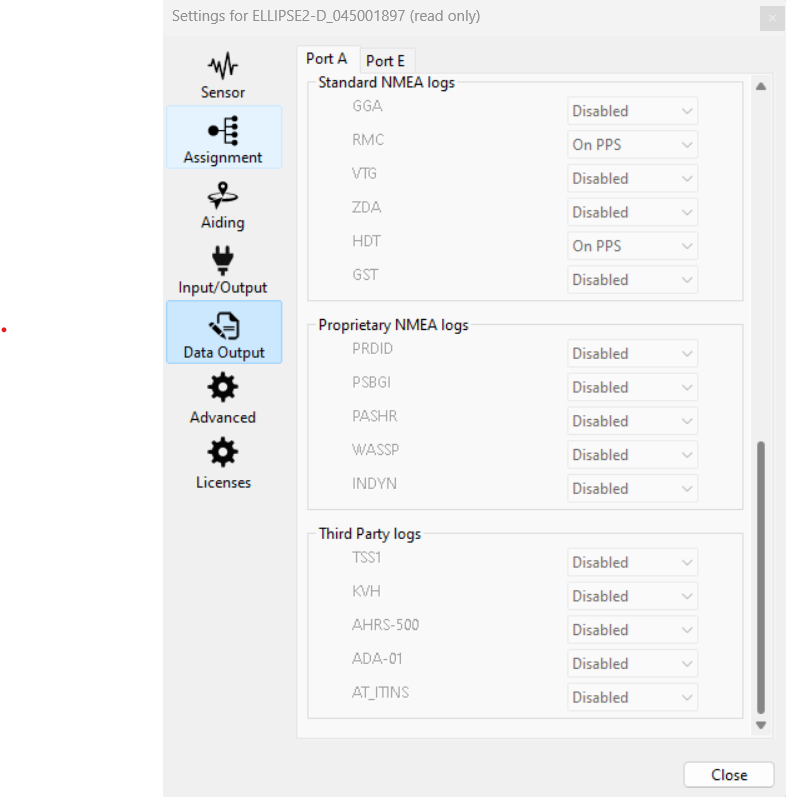 Settings for ELLIPSE2-D_045001897 (read only)
Sensor
Assignment
Aiding
Input/Output
Data Output
Advanced
Licenses
Port A Port E
Standard NMEA logs
GGA Disabled
RMC On PPS
VTG Disabled
ZDA Disabled
HDT On PPS
GST Disabled
Proprietary NMEA logs
PRDID Disabled
PSBGI Disabled
PASHR Disabled
WASSP Disabled
INDYN Disabled
Third Party logs
TSS1 Disabled
KVH Disabled
AHRS-500 Disabled
ADA-01 Disabled
AT_ITINS Disabled
Close